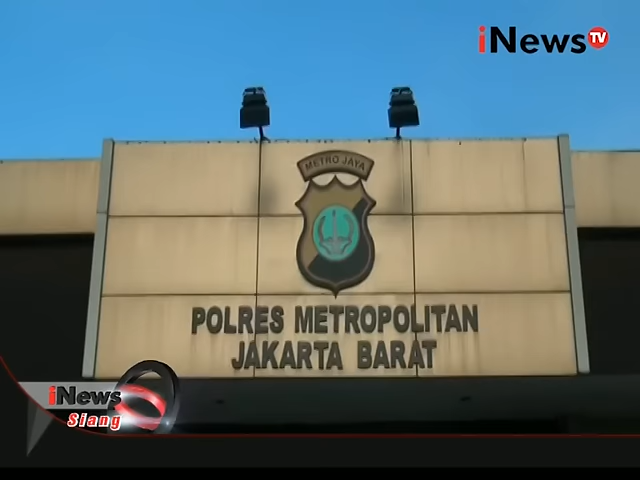 iNews TV
METRO JAYA
POLRES METROPOLITAN
JAKARTA BARAT
iNews
Siang